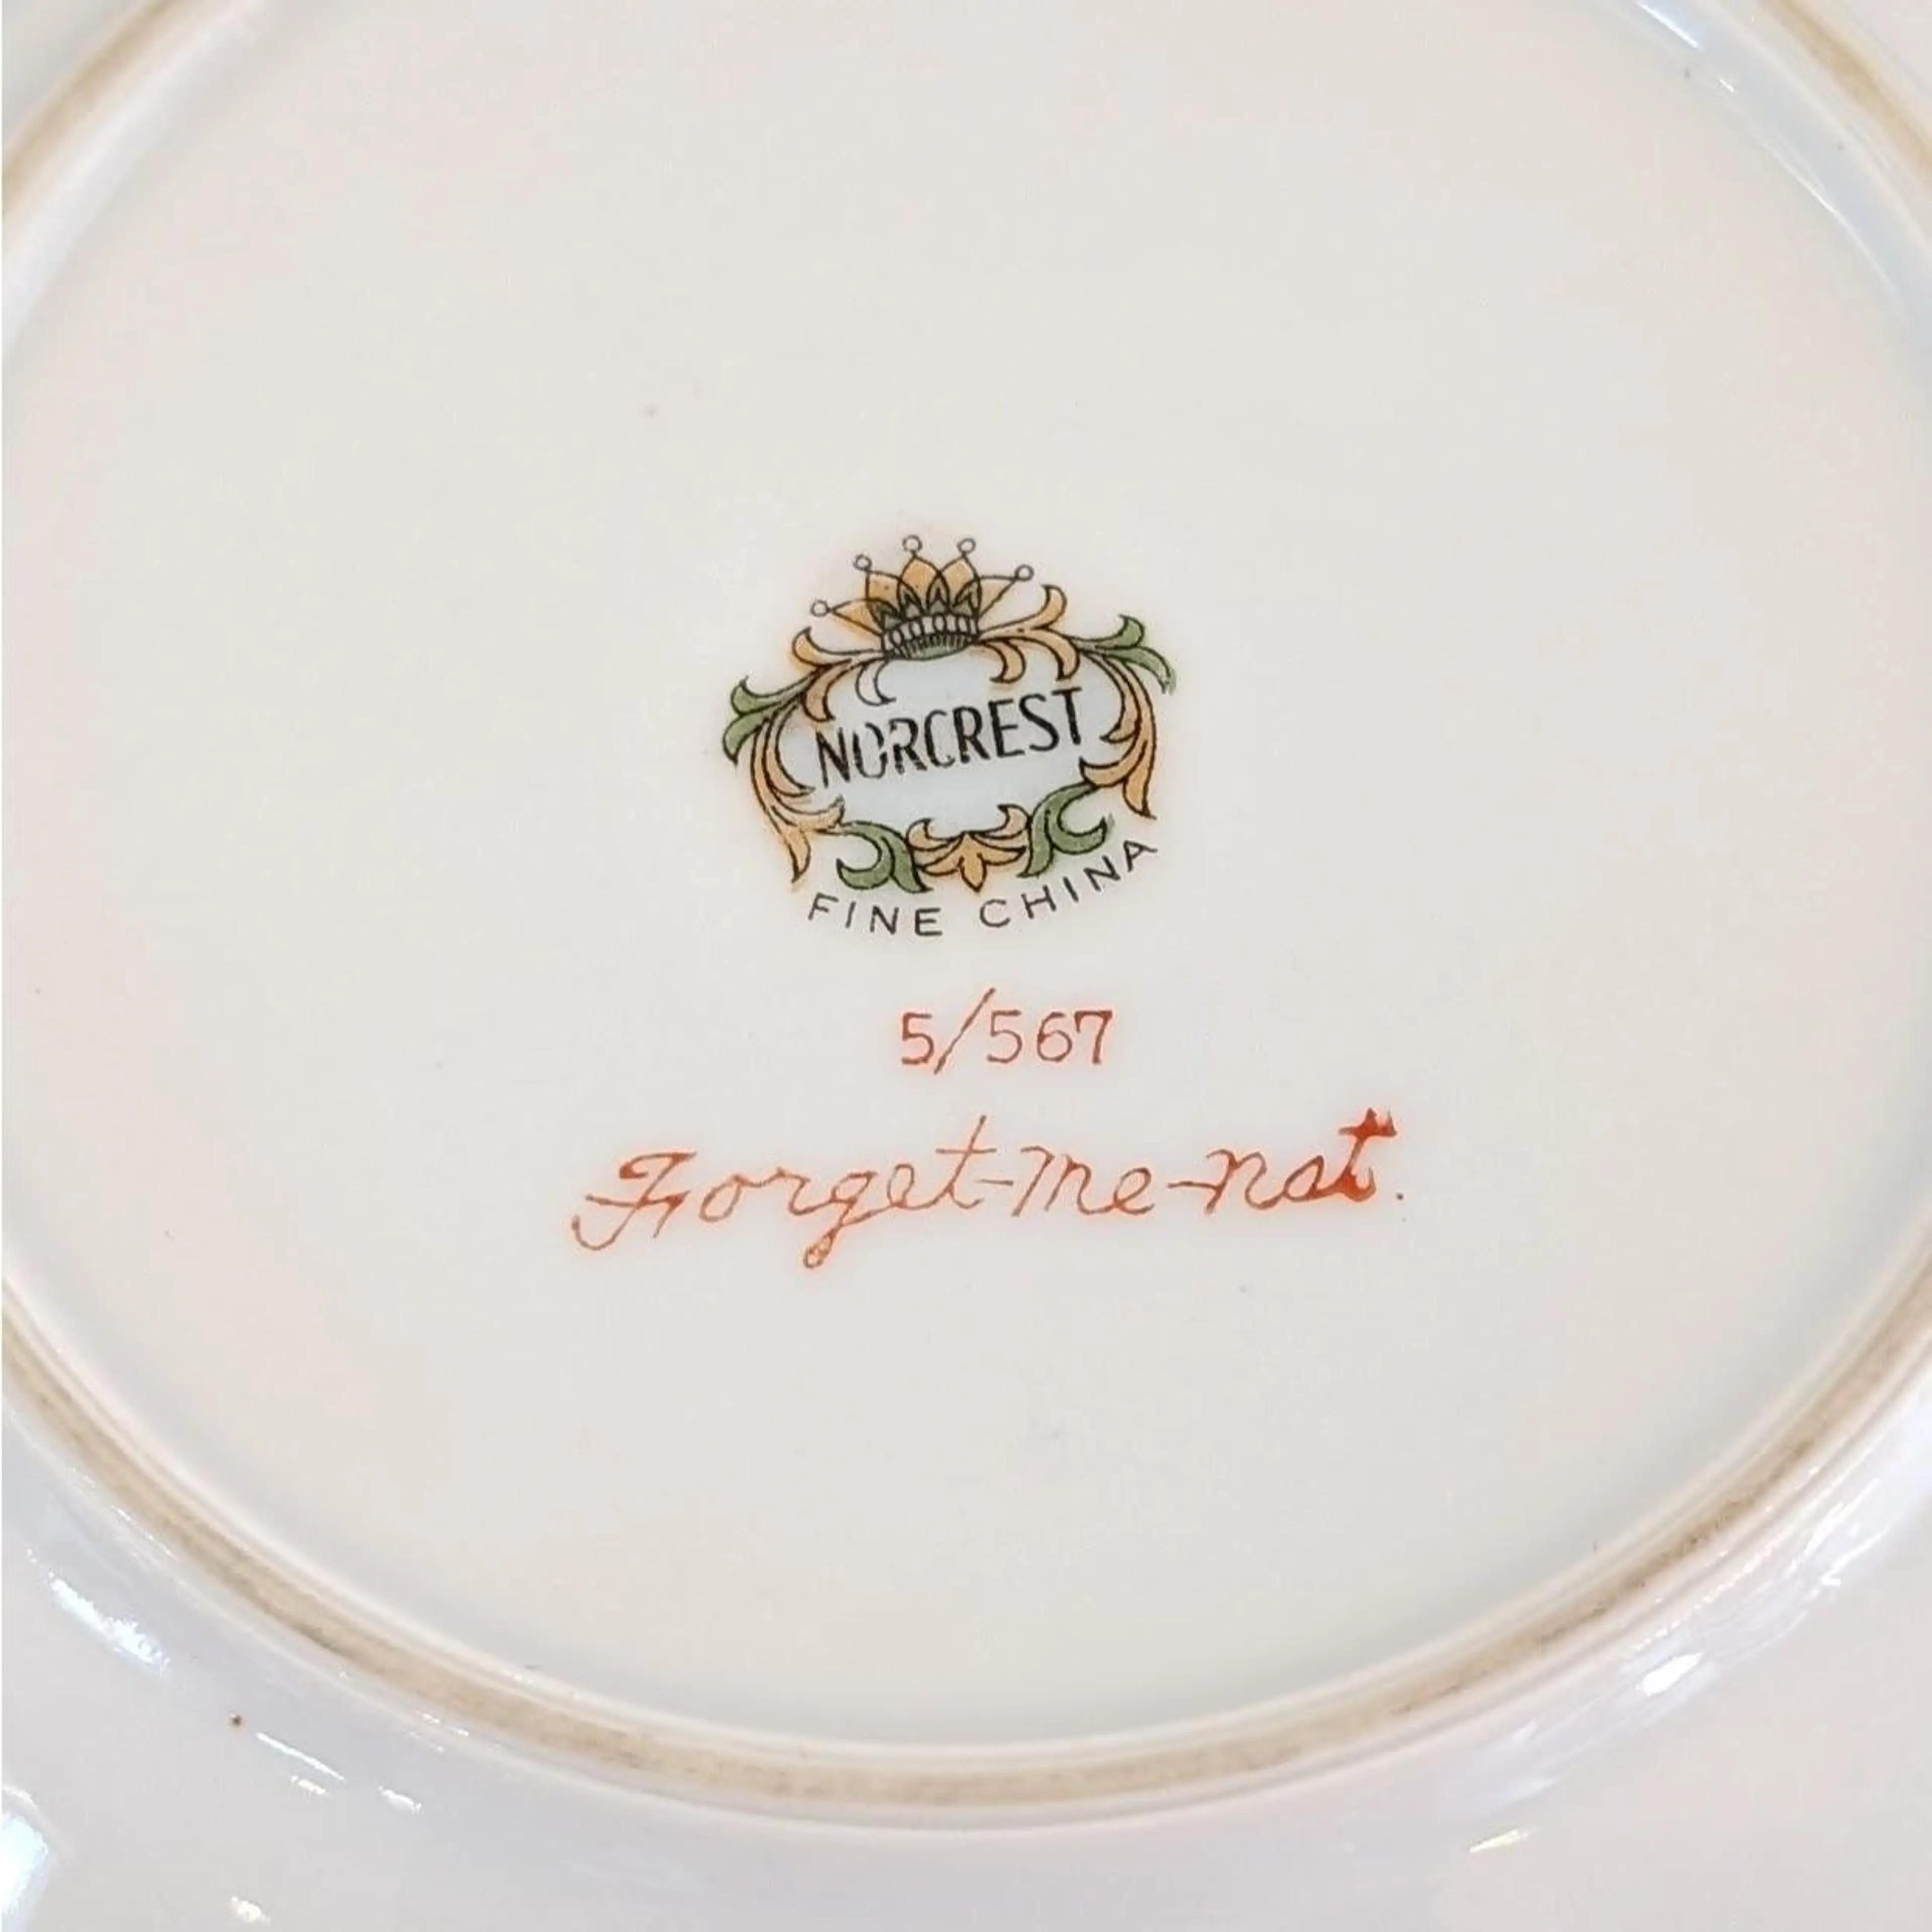 NORCREST
FINE CHINA
5/567
Forget-me-not.